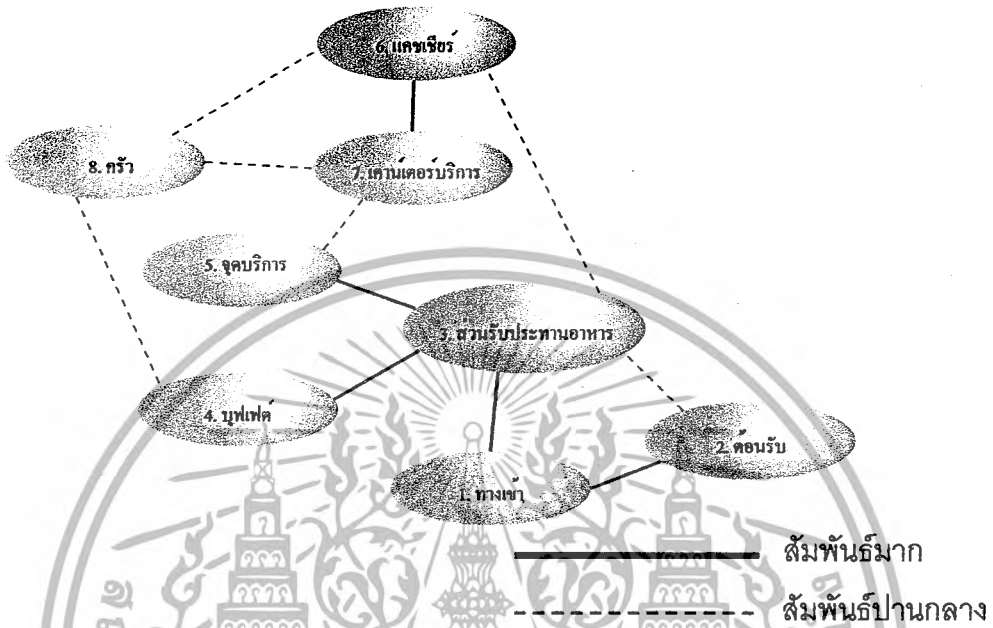 6. แคชเชียร์
8. ครัว
7. เคาน์เตอร์บริการ
5. จุดบริการ
3. ส่วนรับประทานอาหาร
4. บุฟเฟต์
2. ต้อนรับ
1. ทางเข้า
สัมพันธ์มาก
สัมพันธ์ปานกลาง